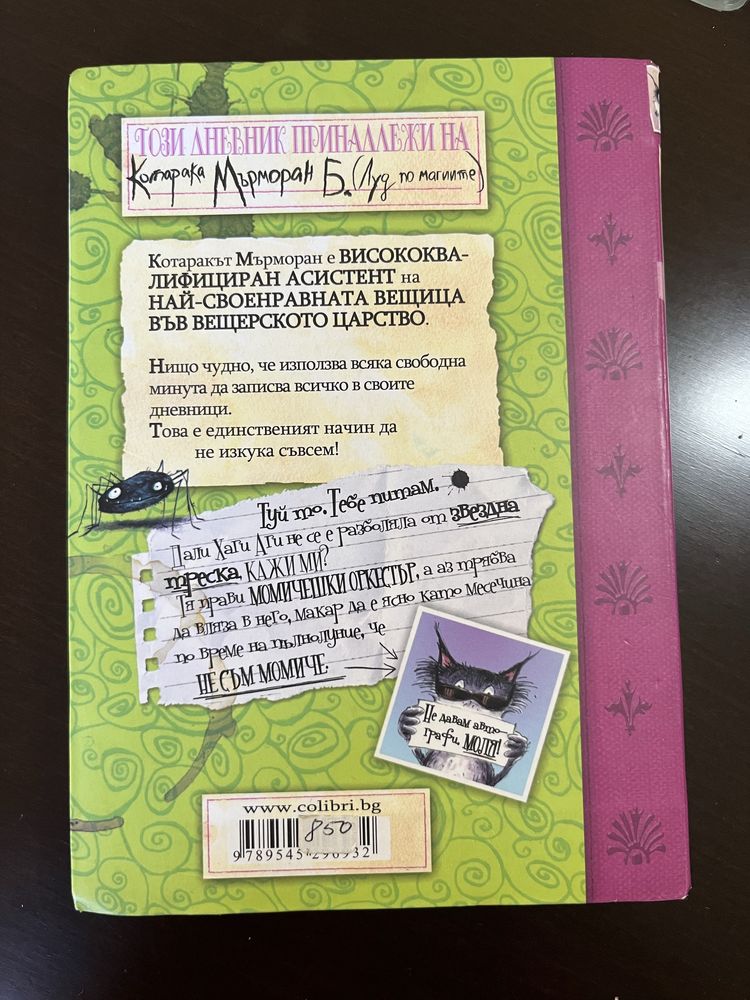 ТОЗИ ДНЕВНИК ПРИНАДЛЕЖИ НА
Котарака Мърморан Б. (Луд по магиите)
Котаракът Мърморан е ВИСОКОКВА-
ЛИФИЦИРАН АСИСТЕНТ на
НАЙ-СВОЕНРАВНАТА ВЕЩИЦА
ВЪВ ВЕЩЕРСКОТО ЦАРСТВО.
Нищо чудно, че използва всяка свободна
минута да записва всичко в своите
дневници.
Това е единственият начин да
не изкука съвсем!
Туй то. Тебе питам.
Дали Хаги Аги не се е разболяла от звездна
треска, КАЖИ МИ?
Тя прави МОМИЧЕШКИ ОРКЕСТЪР, а аз трябва
да вляза в него, макар да е ясно като месечина
по време на пълнолуние, че
НЕ СЪМ МОМИЧЕ.
Не давам авто-
графи, МОЛЯ!
www.colibri.bg
850
9789545296932